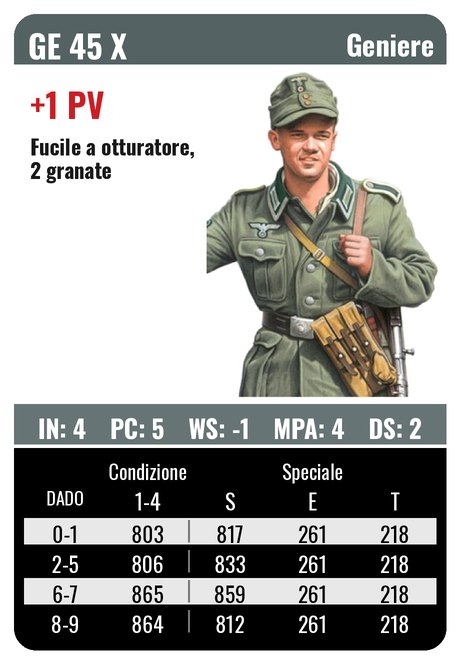 GE 45 X
Geniere
+1 PV
Fucile a otturatore,
2 granate
IN: 4 PC: 5 WS: -1 MPA: 4 DS: 2
Condizione Speciale
DADO 1-4 S E T
0-1 803 817 261 218
2-5 806 833 261 218
6-7 865 859 261 218
8-9 864 812 261 218